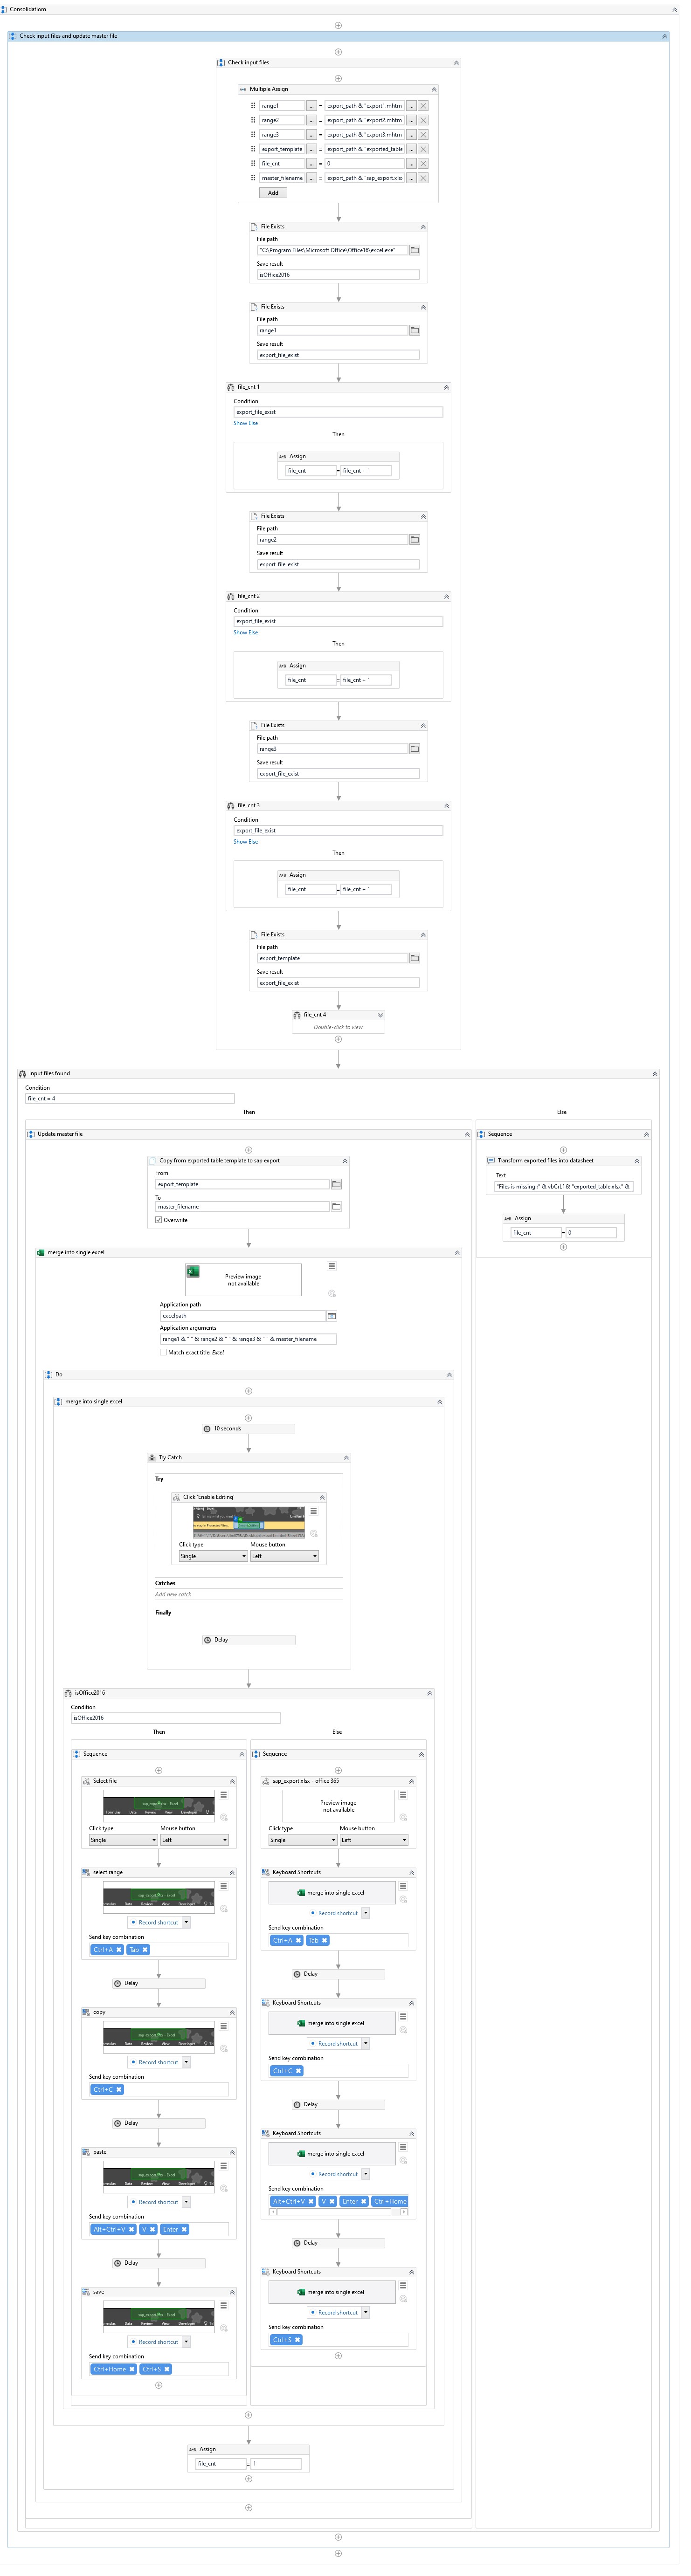 Consolidatiom
Check input files and update master file
Check input files
Multiple Assign
range1 ... = export_path & "export1.mhtm ...
range2 ... = export_path & "export2.mhtm ...
range3 ... = export_path & "export3.mhtm ...
export_template ... = export_path & "exported_table ...
file_cnt ... = 0 ...
master_filename ... = export_path & "sap_export.xlsx ...
Add
File Exists
File path
"C:\Program Files\Microsoft Office\Office16\excel.exe"
Save result
isOffice2016
File Exists
File path
range1
Save result
export_file_exist
file_cnt 1
Condition
export_file_exist
Show Else
Then
Assign
file_cnt = file_cnt + 1
File Exists
File path
range2
Save result
export_file_exist
file_cnt 2
Condition
export_file_exist
Show Else
Then
Assign
file_cnt = file_cnt + 1
File Exists
File path
range3
Save result
export_file_exist
file_cnt 3
Condition
export_file_exist
Show Else
Then
Assign
file_cnt = file_cnt + 1
File Exists
File path
export_template
Save result
export_file_exist
file_cnt 4
Double-click to view
Input files found
Condition
file_cnt = 4
Then
Else
Update master file
Copy from exported table template to sap export
From
export_template
To
master_filename
Overwrite
Sequence
Transform exported files into datasheet
Text
"Files is missing :" & vbCrLf & "exported_table.xlsx" &
Assign
file_cnt = 0
merge into single excel
Preview image
not available
Application path
excelpath
Application arguments
range1 & " " & range2 & " " & range3 & " " & master_filename
Match exact title: Excel
Do
merge into single excel
10 seconds
Try Catch
Try
Click 'Enable Editing'
Click type
Mouse button
Single
Left
Catches
Add new catch
Finally
Delay
isOffice2016
Condition
isOffice2016
Then
Else
Sequence
Select file
Click type
Mouse button
Single
Left
select range
Record shortcut
Send key combination
Ctrl+A Tab
Delay
copy
Record shortcut
Send key combination
Ctrl+C
Delay
paste
Record shortcut
Send key combination
Alt+Ctrl+V V Enter
Delay
save
Record shortcut
Send key combination
Ctrl+Home Ctrl+S
Sequence
sap_export.xlsx - office 365
Preview image
not available
Click type
Mouse button
Single
Left
Keyboard Shortcuts
merge into single excel
Record shortcut
Send key combination
Ctrl+A Tab
Delay
Keyboard Shortcuts
merge into single excel
Record shortcut
Send key combination
Ctrl+C
Delay
Keyboard Shortcuts
merge into single excel
Record shortcut
Send key combination
Alt+Ctrl+V V Enter Ctrl+Home
Delay
Keyboard Shortcuts
merge into single excel
Record shortcut
Send key combination
Ctrl+S
Assign
file_cnt = 1